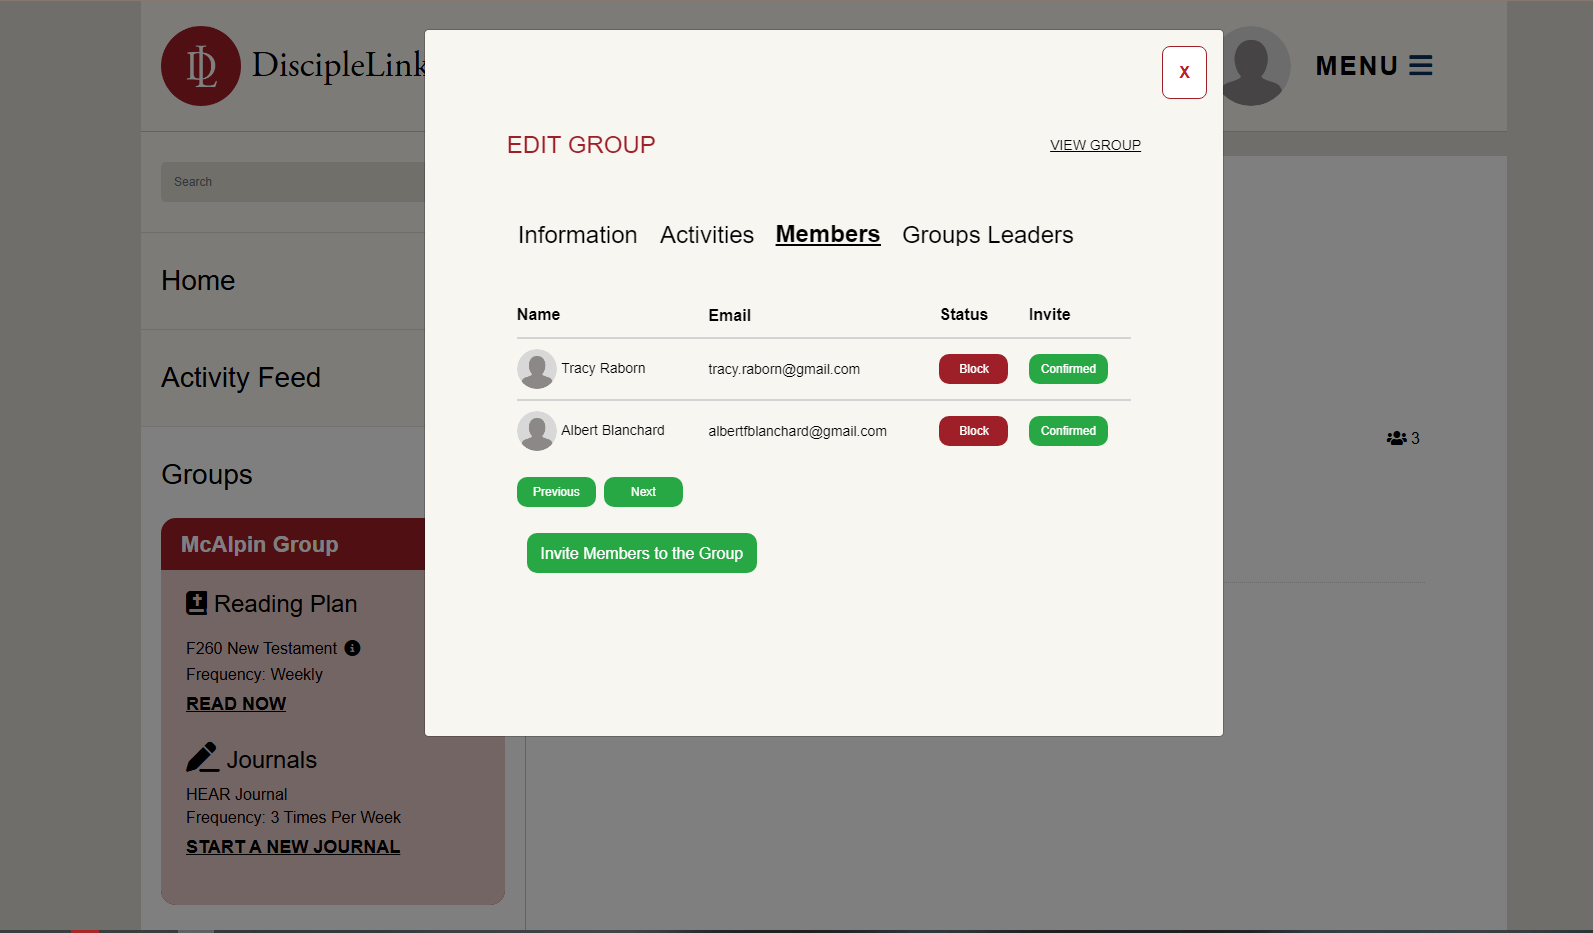 DL
DiscipleLink
MENU
X
EDIT GROUP
VIEW GROUP
Search
Information Activities Members Groups Leaders
Home
Activity Feed
Groups
Name Email Status Invite
Tracy Raborn tracy.raborn@gmail.com Block Confirmed
Albert Blanchard albertfblanchard@gmail.com Block Confirmed
Previous Next
Invite Members to the Group
3
McAlpin Group
Reading Plan
F260 New Testament
Frequency: Weekly
READ NOW
Journals
HEAR Journal
Frequency: 3 Times Per Week
START A NEW JOURNAL